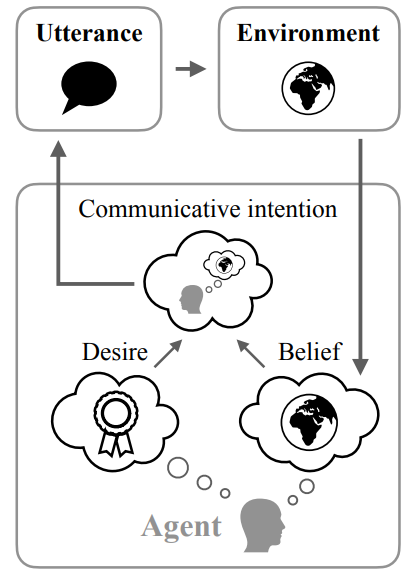 Utterance
Environment
Communicative intention
Desire
Belief
Agent